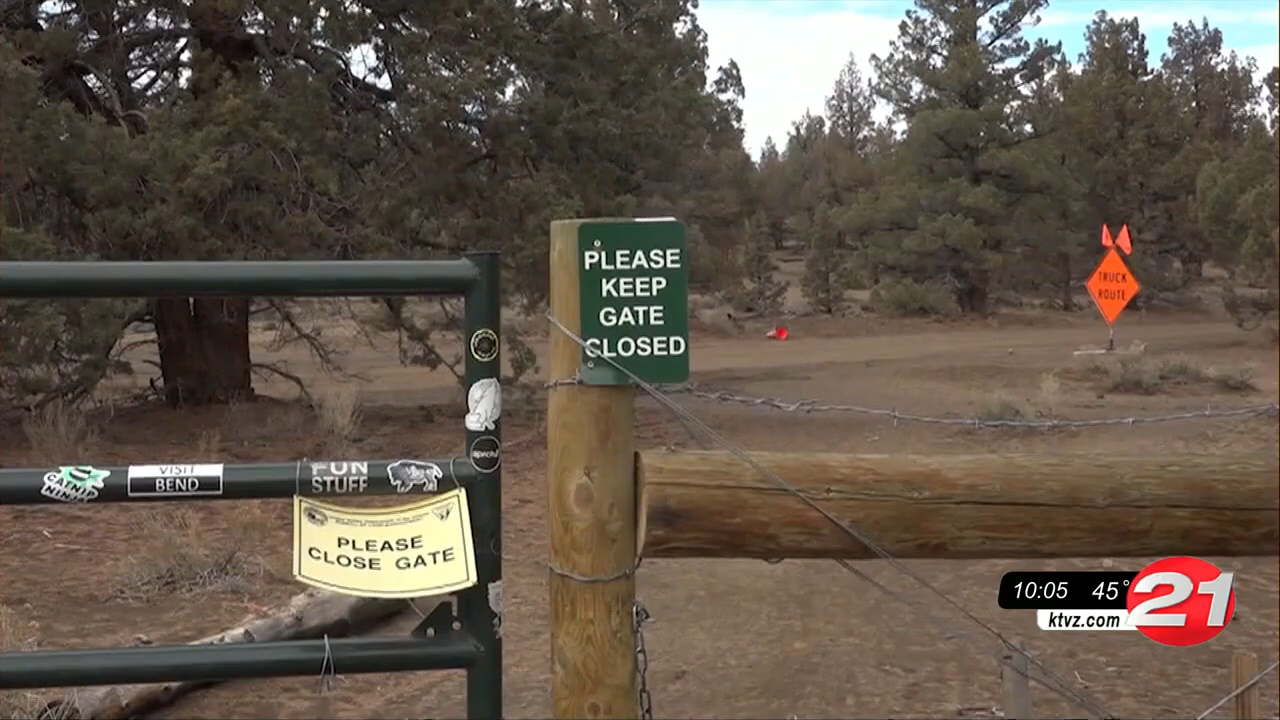 PLEASE
KEEP
GATE
CLOSED
TRUCK
ROUTE
VISIT
BEND
FUN
STUFF
PLEASE
CLOSE GATE
10:05 45°
21
ktvz.com